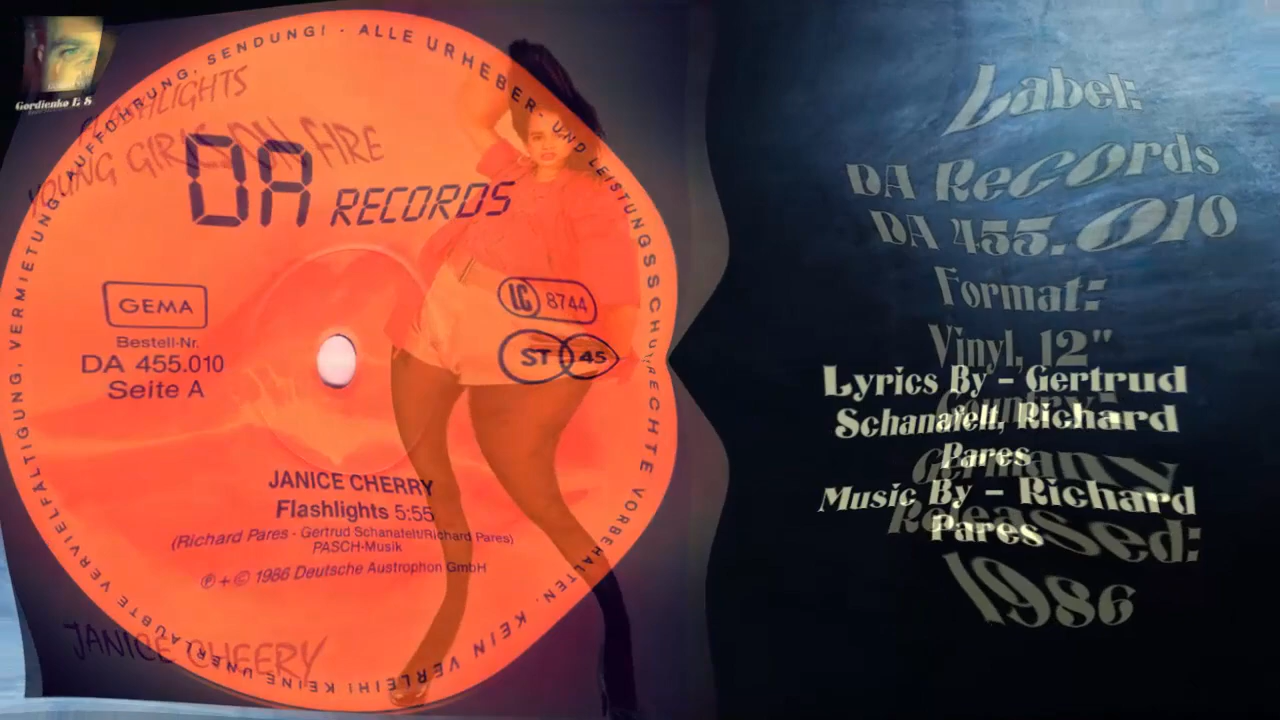 Gordienko E S
FLASHLIGHTS
YOUNG GIRLS ON FIRE
DA RECORDS
GEMA
LC 8744
Bestell-Nr.
DA 455.010
Seite A
ST 45
JANICE CHERRY
Flashlights 5:55
(Richard Pares - Gertrud Schanafelt/Richard Pares)
PASCH-Musik
℗ + © 1986 Deutsche Austrophon GmbH
JANICE CHEERY
ALLE URHEBER- UND LEISTUNGSSCHUTZRECHTE VORBEHALTEN. KEIN VERLEIH! KEINE UNERLAUBTE VERVIELFÄLTIGUNG, VERMIETUNG, AUFFÜHRUNG, SENDUNG! ·
Label:
DA Records
DA 455.010
Format:
Vinyl, 12"
Country:
Germany
Released:
1986
Lyrics By – Gertrud
Schanafelt, Richard
Pares
Music By – Richard
Pares